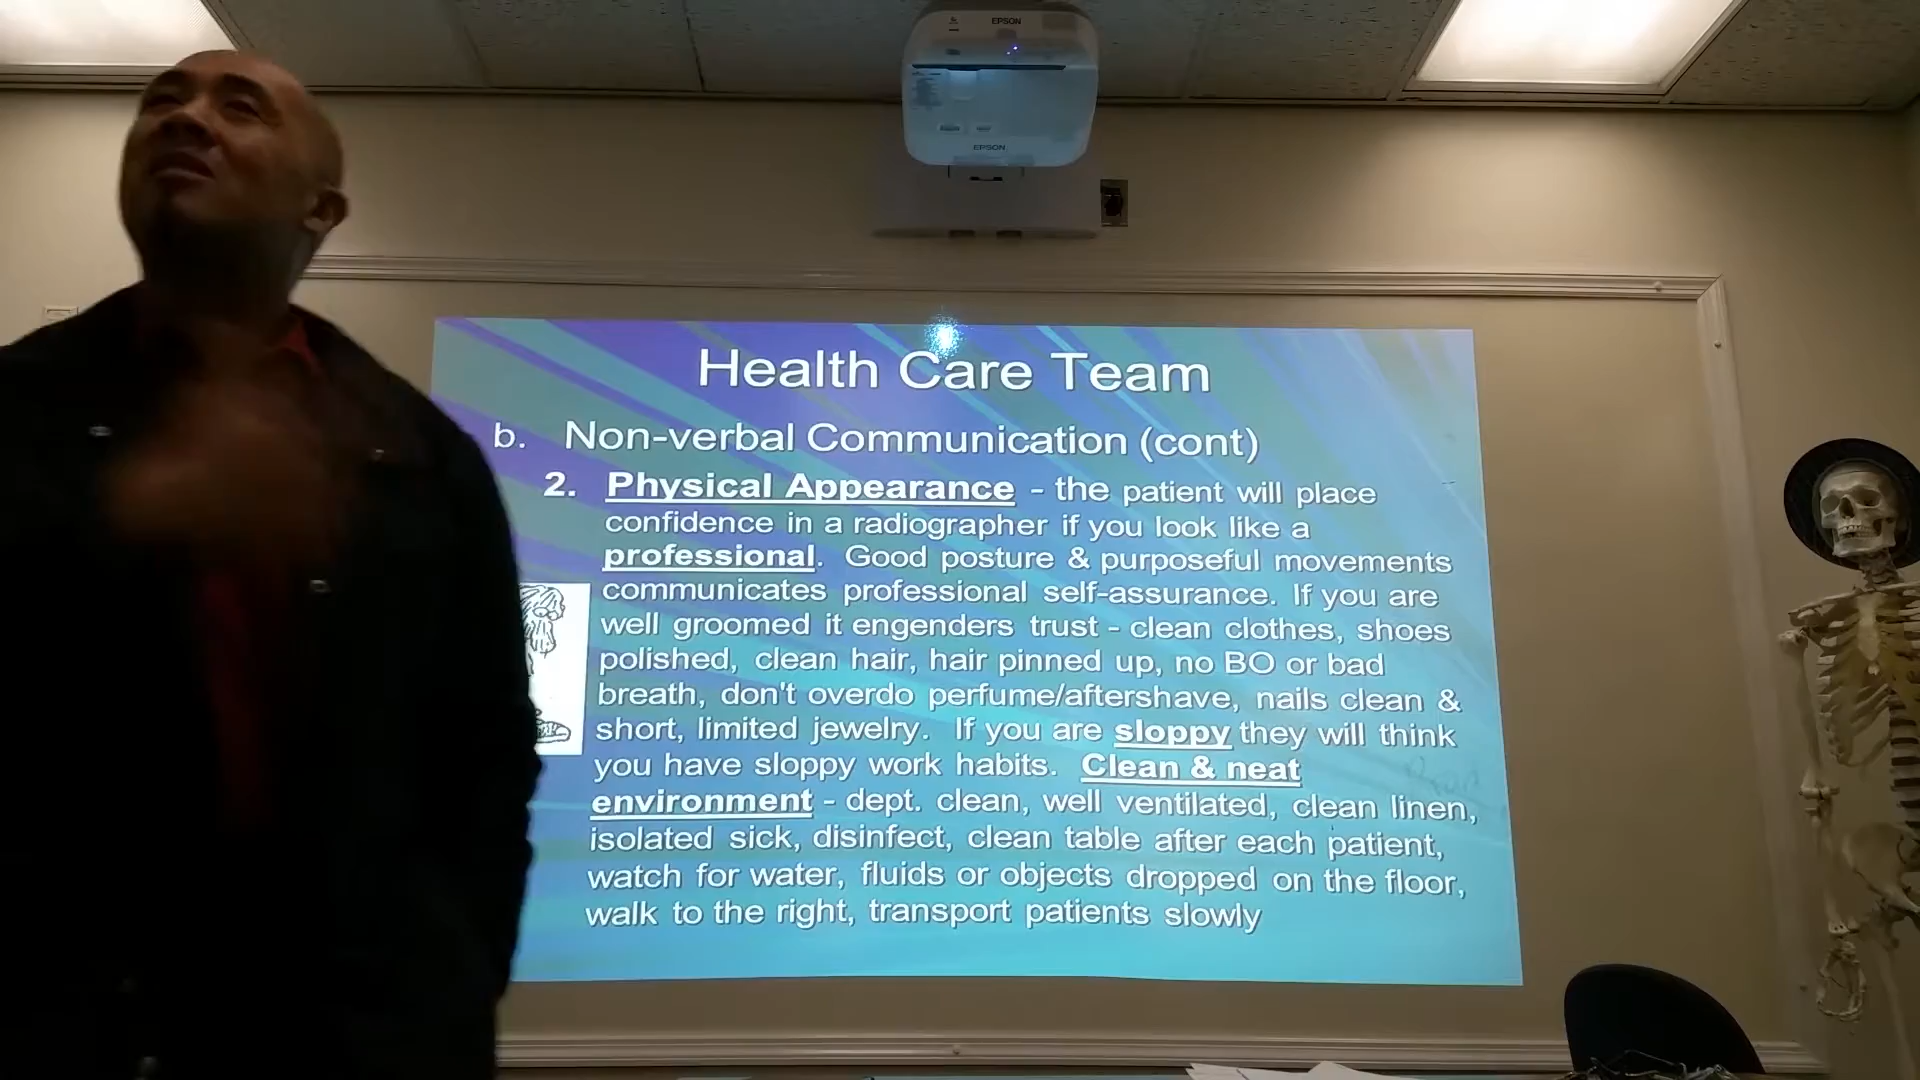 EPSON
EPSON
Health Care Team
b. Non-verbal Communication (cont)
2. Physical Appearance - the patient will place
confidence in a radiographer if you look like a
professional. Good posture & purposeful movements
communicates professional self-assurance. If you are
well groomed it engenders trust - clean clothes, shoes
polished, clean hair, hair pinned up, no BO or bad
breath, don't overdo perfume/aftershave, nails clean &
short, limited jewelry. If you are sloppy they will think
you have sloppy work habits. Clean & neat
environment - dept. clean, well ventilated, clean linen,
isolated sick, disinfect, clean table after each patient,
watch for water, fluids or objects dropped on the floor,
walk to the right, transport patients slowly